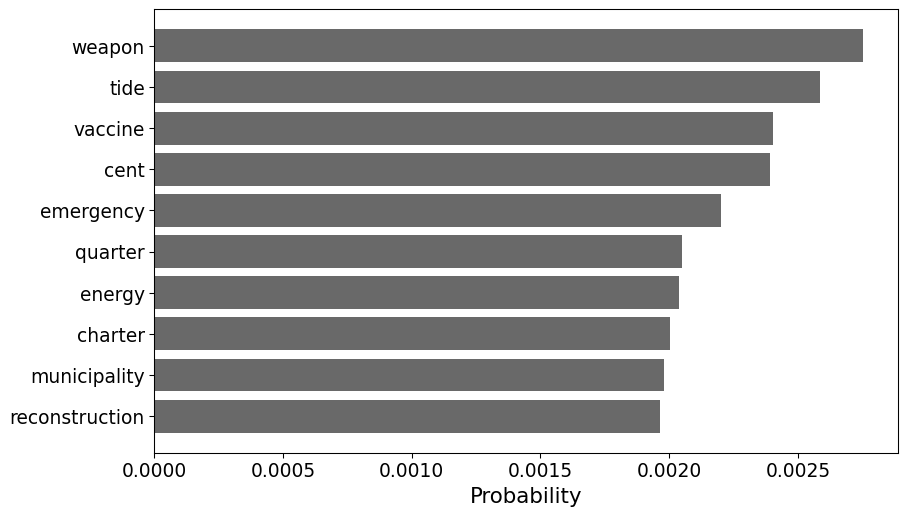 weapon
tide
vaccine
cent
emergency
quarter
energy
charter
municipality
reconstruction
0.0000 0.0005 0.0010 0.0015 0.0020 0.0025
Probability